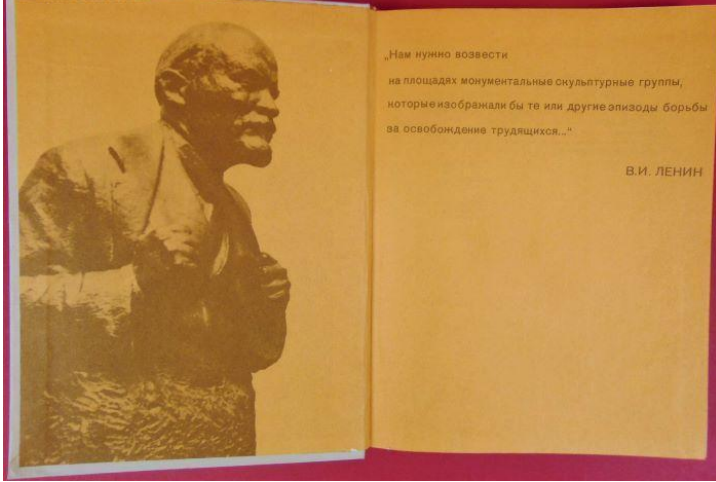 „Нам нужно возвести
на площадях монументальные скульптурные группы,
которые изображали бы те или другие эпизоды борьбы
за освобождение трудящихся...“
В.И. ЛЕНИН